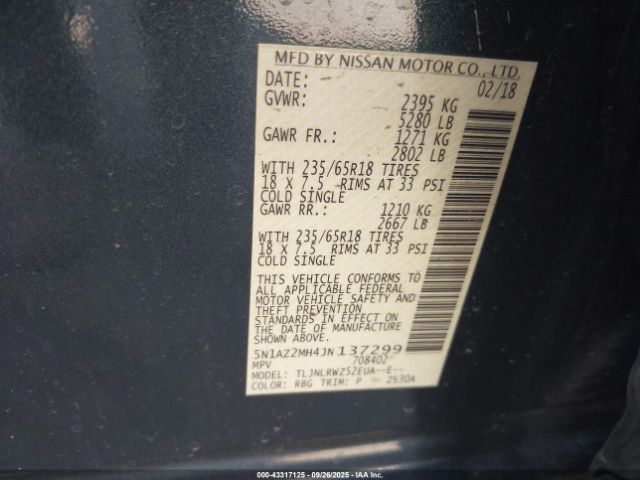 MFD BY NISSAN MOTOR CO., LTD.
DATE: 02/18
GVWR: 2395 KG
5280 LB
GAWR FR.: 1271 KG
2802 LB
WITH 235/65R18 TIRES
18 X 7.5 RIMS AT 33 PSI
COLD SINGLE
GAWR RR.: 1210 KG
2667 LB
WITH 235/65R18 TIRES
18 X 7.5 RIMS AT 33 PSI
COLD SINGLE
THIS VEHICLE CONFORMS TO
ALL APPLICABLE FEDERAL
MOTOR VEHICLE SAFETY AND
THEFT PREVENTION
STANDARDS IN EFFECT ON
THE DATE OF MANUFACTURE
SHOWN ABOVE.
5N1AZ2MH4JN137299
MPV 708402
MODEL: TLJNLRWZ52EUA--E--
COLOR: RBG TRIM: P 2S30A
000-43317125 09/26/2025 IAAI.com